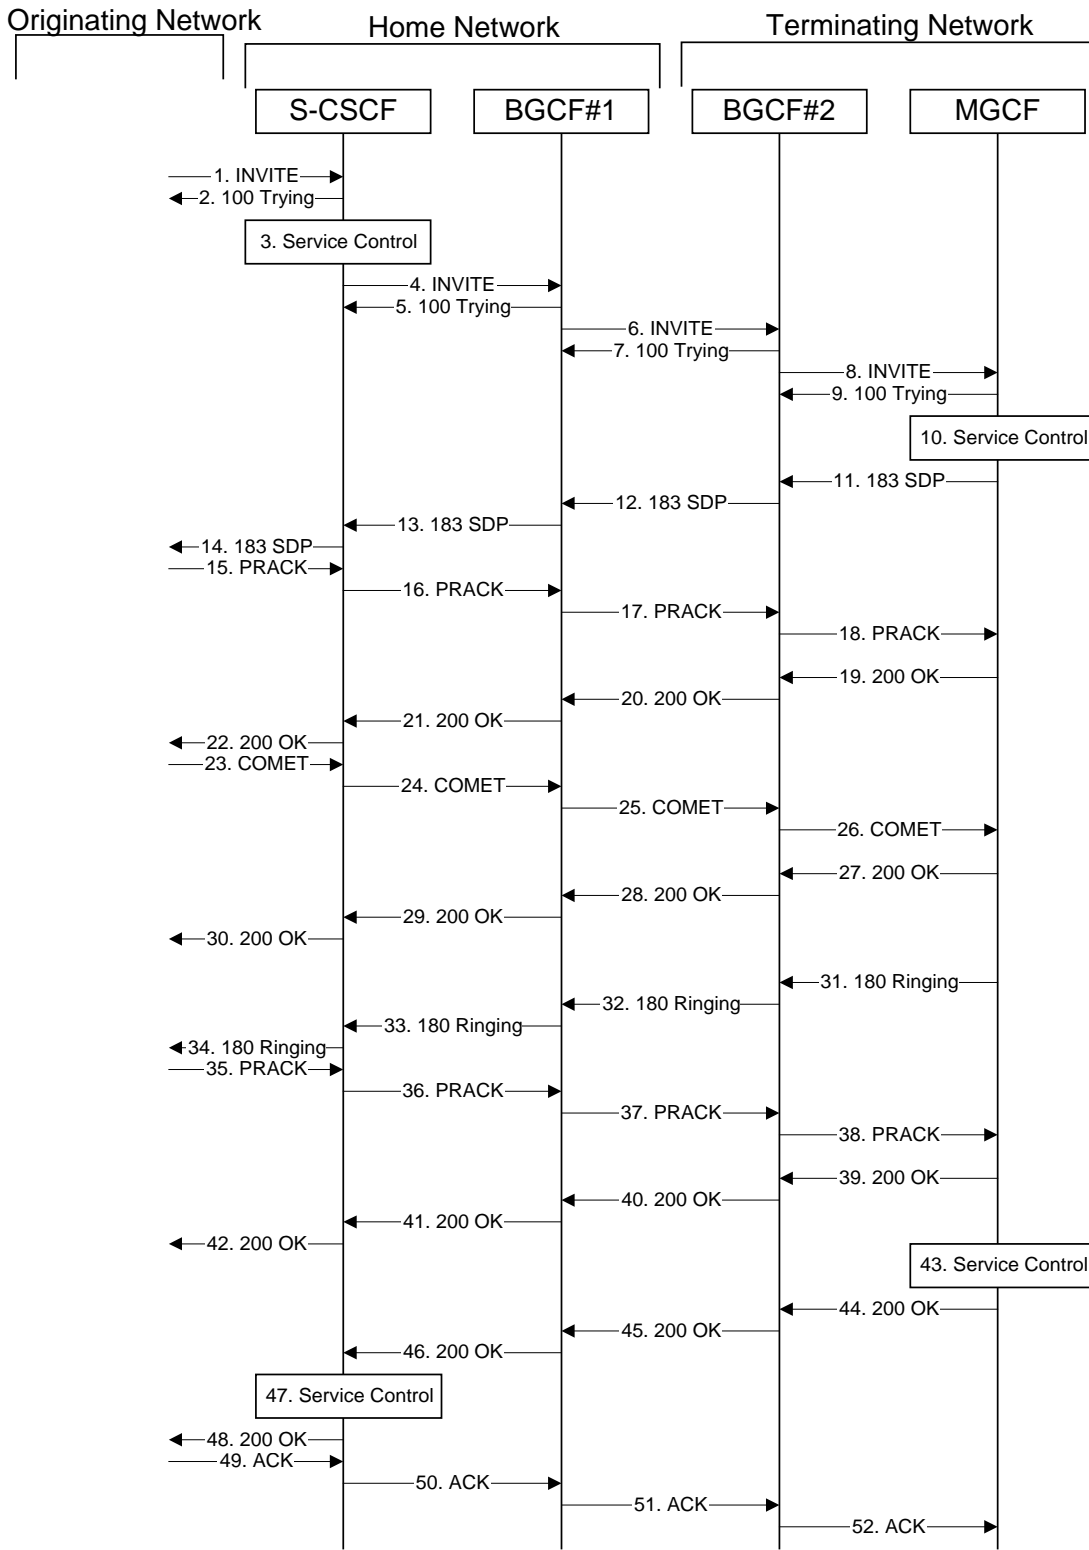 Originating Network
Home Network
Terminating Network
S-CSCF
BGCF#1
BGCF#2
MGCF
1. INVITE
2. 100 Trying
3. Service Control
4. INVITE
5. 100 Trying
6. INVITE
7. 100 Trying
8. INVITE
9. 100 Trying
10. Service Control
11. 183 SDP
12. 183 SDP
13. 183 SDP
14. 183 SDP
15. PRACK
16. PRACK
17. PRACK
18. PRACK
19. 200 OK
20. 200 OK
21. 200 OK
22. 200 OK
23. COMET
24. COMET
25. COMET
26. COMET
27. 200 OK
28. 200 OK
29. 200 OK
30. 200 OK
31. 180 Ringing
32. 180 Ringing
33. 180 Ringing
34. 180 Ringing
35. PRACK
36. PRACK
37. PRACK
38. PRACK
39. 200 OK
40. 200 OK
41. 200 OK
42. 200 OK
43. Service Control
44. 200 OK
45. 200 OK
46. 200 OK
47. Service Control
48. 200 OK
49. ACK
50. ACK
51. ACK
52. ACK